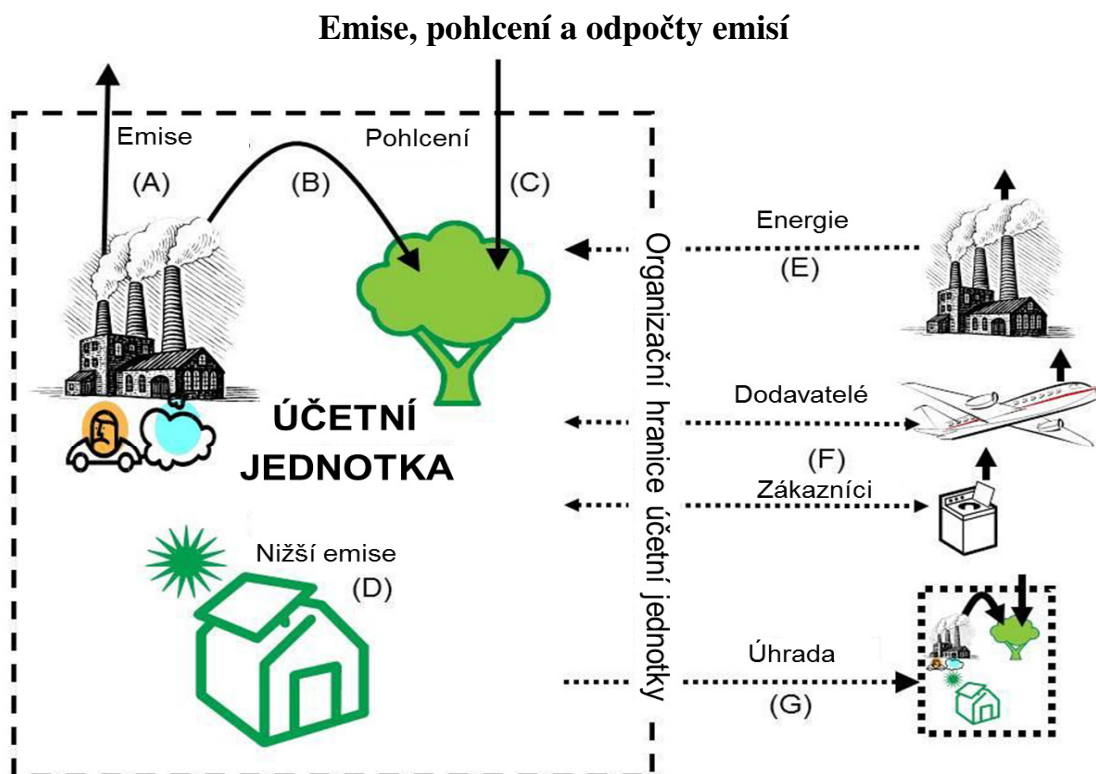 Emise, pohlcení a odpočty emisí
Emise
(A)
(B)
Pohlcení
(C)
ÚČETNÍ
JEDNOTKA
Nižší emise
(D)
Organizační hranice účetní jednotky
Energie
(E)
Dodavatelé
(F)
Zákazníci
Úhrada
(G)